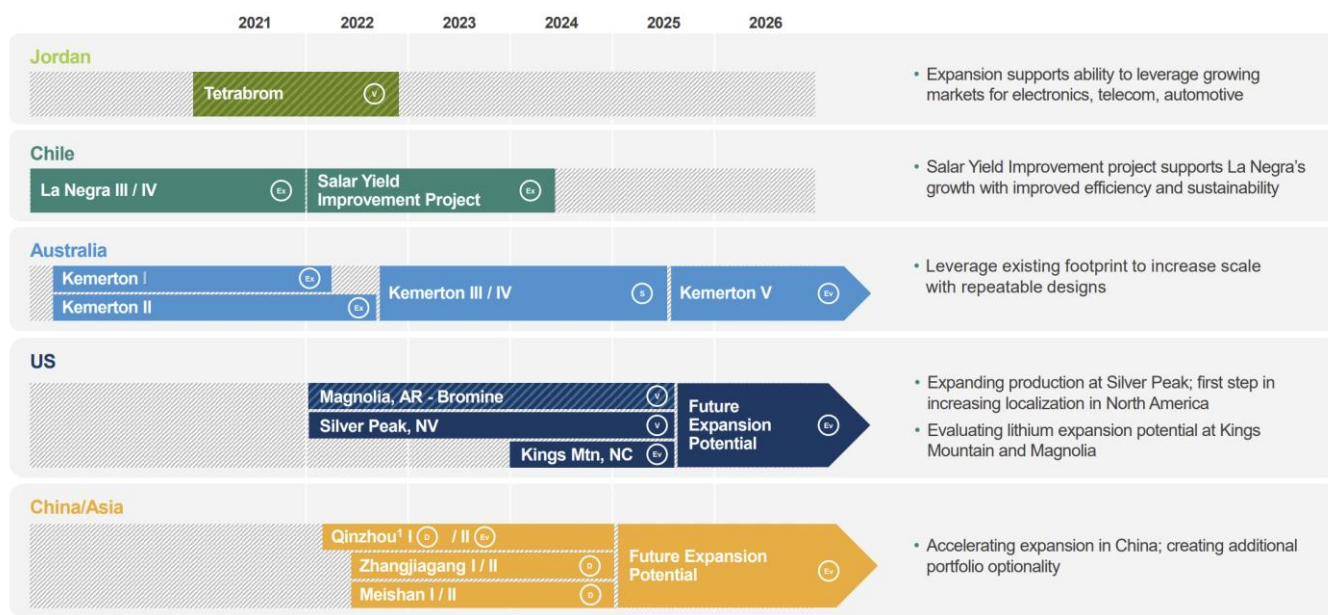 2021 2022 2023 2024 2025 2026
Jordan
Tetrabrom V
• Expansion supports ability to leverage growing
markets for electronics, telecom, automotive
Chile
La Negra III / IV Ex
Salar Yield
Improvement Project Ex
• Salar Yield Improvement project supports La Negra's
growth with improved efficiency and sustainability
Australia
Kemerton I Ex
Kemerton II Ex
Kemerton III / IV S
Kemerton V Ev
• Leverage existing footprint to increase scale
with repeatable designs
US
Magnolia, AR - Bromine V
Silver Peak, NV V
Kings Mtn, NC Ev
Future
Expansion
Potential Ev
• Expanding production at Silver Peak; first step in
increasing localization in North America
• Evaluating lithium expansion potential at Kings
Mountain and Magnolia
China/Asia
Qinzhou¹ I D / II Ev
Zhangjiagang I / II D
Meishan I / II D
Future Expansion
Potential Ev
• Accelerating expansion in China; creating additional
portfolio optionality